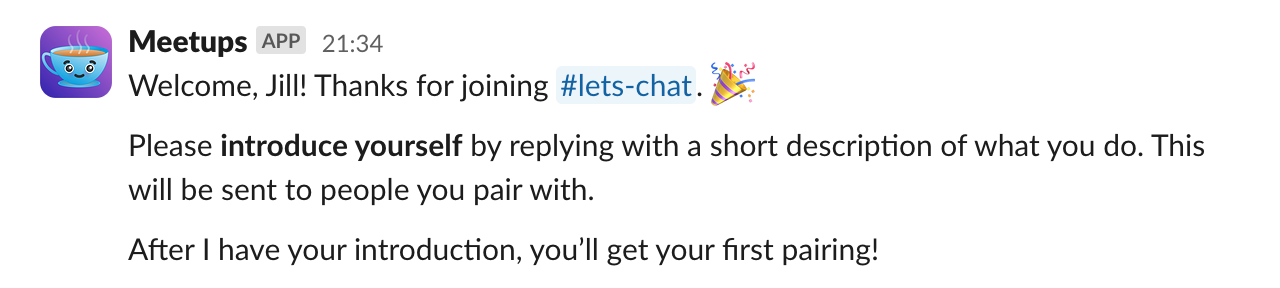 Meetups APP 21:34
Welcome, Jill! Thanks for joining #lets-chat. 🎉
Please introduce yourself by replying with a short description of what you do. This
will be sent to people you pair with.
After I have your introduction, you’ll get your first pairing!